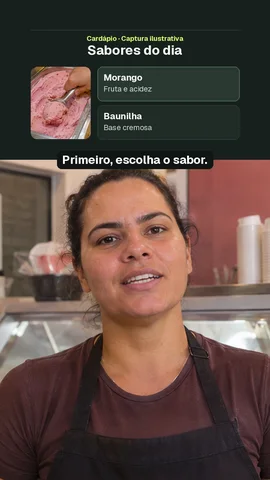 Cardápio · Captura ilustrativa
Sabores do dia
Morango
Fruta e acidez
Baunilha
Base cremosa
Primeiro, escolha o sabor.